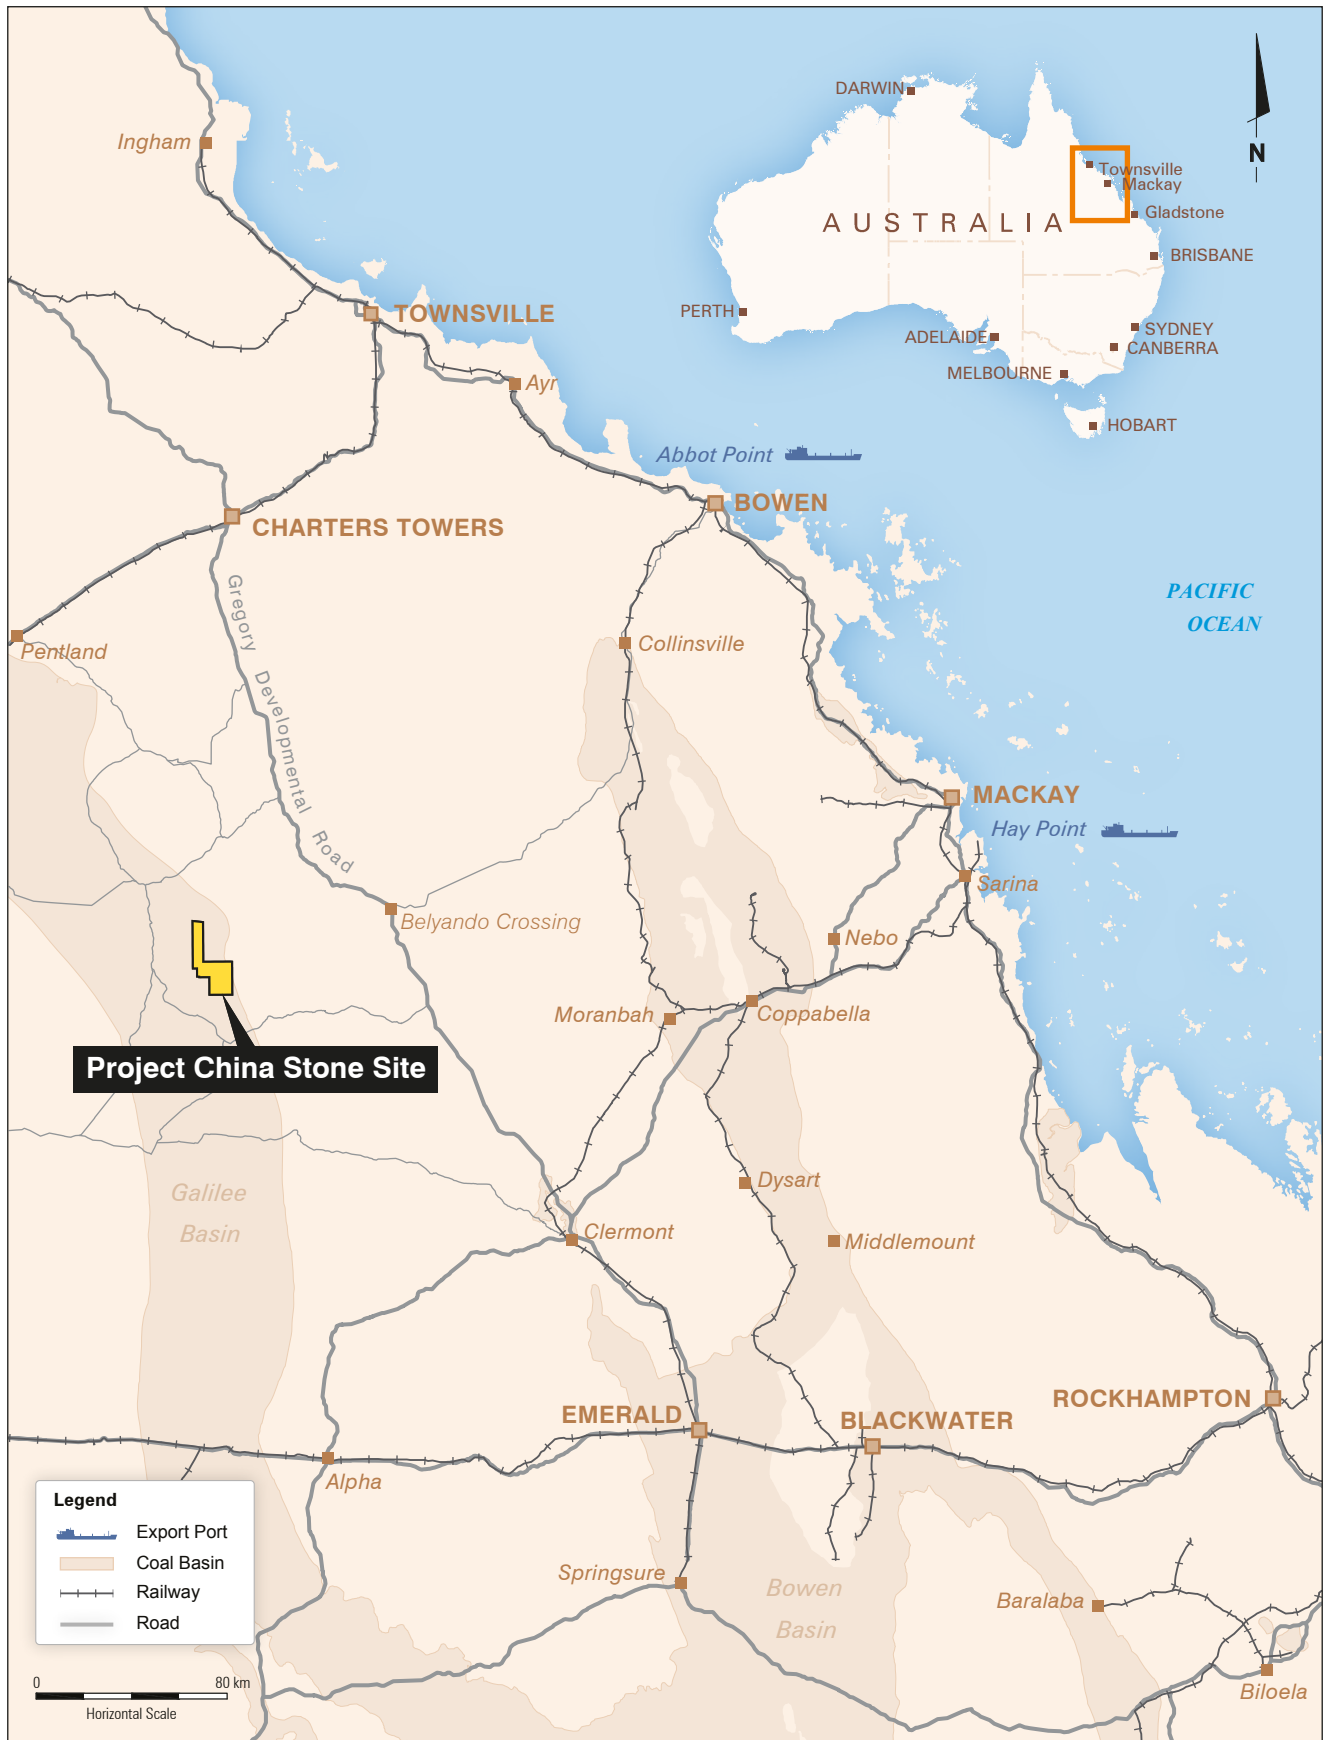 DARWIN
Townsville
Mackay
Gladstone
AUSTRALIA
BRISBANE
PERTH
SYDNEY
ADELAIDE
CANBERRA
MELBOURNE
HOBART
N
Ingham
TOWNSVILLE
Ayr
Abbot Point
BOWEN
CHARTERS TOWERS
PACIFIC
OCEAN
Gregory Developmental Road
Collinsville
Pentland
MACKAY
Hay Point
Sarina
Belyando Crossing
Nebo
Moranbah
Coppabella
Project China Stone Site
Dysart
Galilee
Basin
Clermont
Middlemount
ROCKHAMPTON
EMERALD
BLACKWATER
Alpha
Springsure
Bowen
Basin
Baralaba
Biloela
Legend
Export Port
Coal Basin
Railway
Road
0 80 km
Horizontal Scale